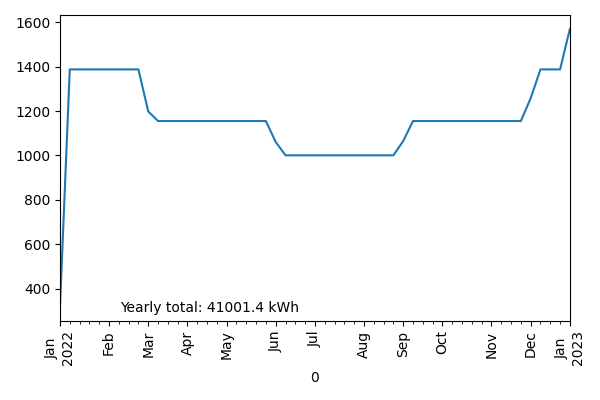 1600
1400
1200
1000
800
600
400
Yearly total: 41001.4 kWh
Jan
2022
Feb
Mar
Apr
May
Jun
Jul
Aug
Sep
Oct
Nov
Dec
Jan
2023
0